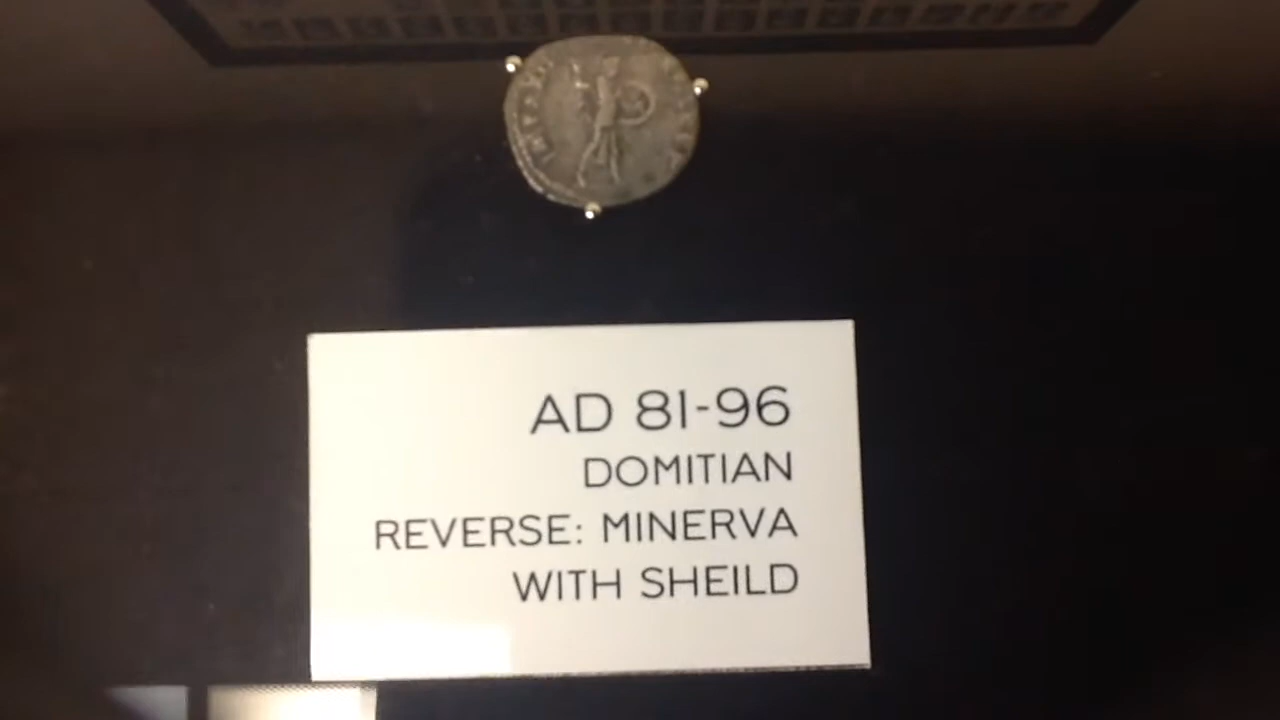 AD 81-96
DOMITIAN
REVERSE: MINERVA
WITH SHEILD